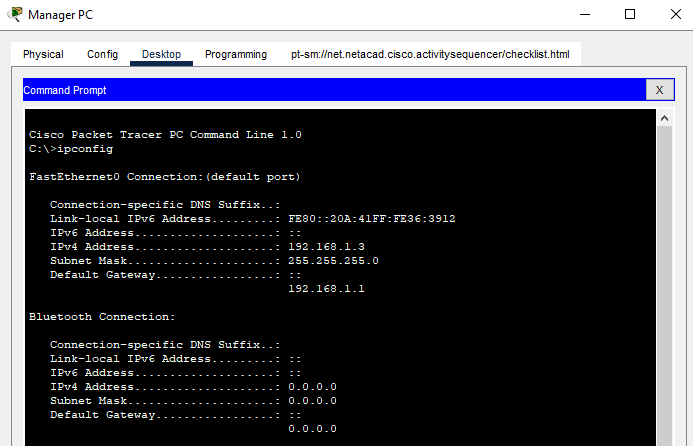 Manager PC
Physical Config Desktop Programming pt-sm://net.netacad.cisco.activitysequencer/checklist.html
Command Prompt X
Cisco Packet Tracer PC Command Line 1.0
C:\>ipconfig
FastEthernet0 Connection:(default port)
Connection-specific DNS Suffix..:
Link-local IPv6 Address.........: FE80::20A:41FF:FE36:3912
IPv6 Address....................: ::
IPv4 Address....................: 192.168.1.3
Subnet Mask.....................: 255.255.255.0
Default Gateway.................: ::
192.168.1.1
Bluetooth Connection:
Connection-specific DNS Suffix..:
Link-local IPv6 Address.........: ::
IPv6 Address....................: ::
IPv4 Address....................: 0.0.0.0
Subnet Mask.....................: 0.0.0.0
Default Gateway.................: ::
0.0.0.0